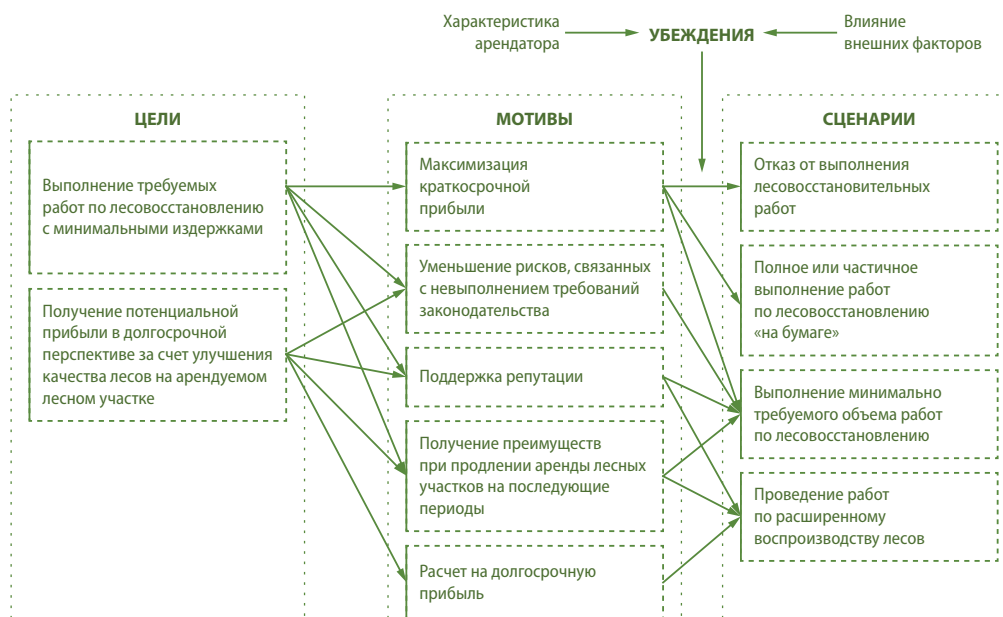 Характеристика
арендатора
УБЕЖДЕНИЯ
Влияние
внешних факторов
ЦЕЛИ
Выполнение требуемых
работ по лесовосстановлению
с минимальными издержками
Получение потенциальной
прибыли в долгосрочной
перспективе за счет улучшения
качества лесов на арендуемом
лесном участке
МОТИВЫ
Максимизация
краткосрочной
прибыли
Уменьшение рисков, связанных
с невыполнением требований
законодательства
Поддержка репутации
Получение преимуществ
при продлении аренды лесных
участков на последующие
периоды
Расчет на долгосрочную
прибыль
СЦЕНАРИИ
Отказ от выполнения
лесовосстановительных
работ
Полное или частичное
выполнение работ
по лесовосстановлению
«на бумаге»
Выполнение минимально
требуемого объема работ
по лесовосстановлению
Проведение работ
по расширенному
воспроизводству лесов